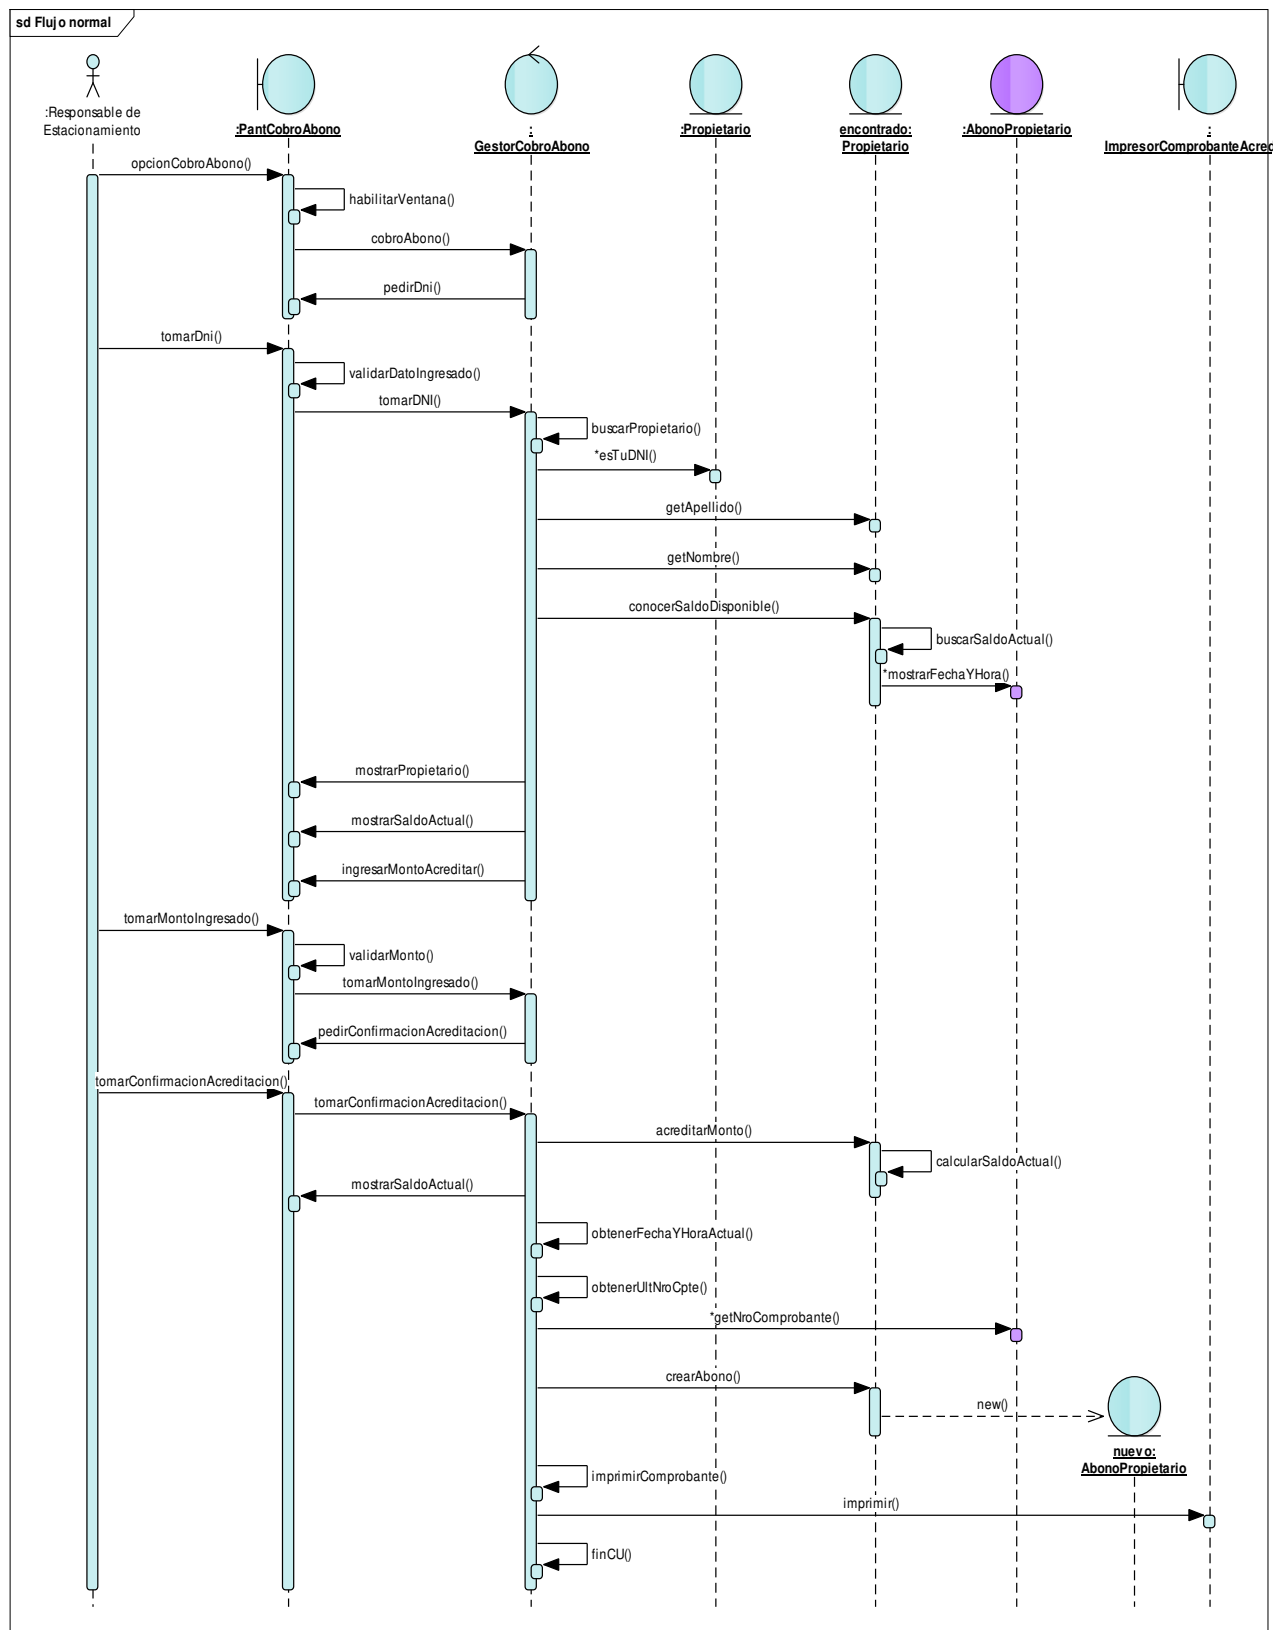 sd Flujo normal
:Responsable de
Estacionamiento
:PantCobroAbono
:
GestorCobroAbono
:Propietario
encontrado:
Propietario
:AbonoPropietario
:
ImpresorComprobanteAcred
opcionCobroAbono()
habilitarVentana()
cobroAbono()
pedirDni()
tomarDni()
validarDatoIngresado()
tomarDNI()
buscarPropietario()
*esTuDNI()
getApellido()
getNombre()
conocerSaldoDisponible()
buscarSaldoActual()
*mostrarFechaYHora()
mostrarPropietario()
mostrarSaldoActual()
ingresarMontoAcreditar()
tomarMontoIngresado()
validarMonto()
tomarMontoIngresado()
pedirConfirmacionAcreditacion()
tomarConfirmacionAcreditacion()
tomarConfirmacionAcreditacion()
acreditarMonto()
calcularSaldoActual()
mostrarSaldoActual()
obtenerFechaYHoraActual()
obtenerUltNroCpte()
*getNroComprobante()
crearAbono()
new()
nuevo:
AbonoPropietario
imprimirComprobante()
imprimir()
finCU()